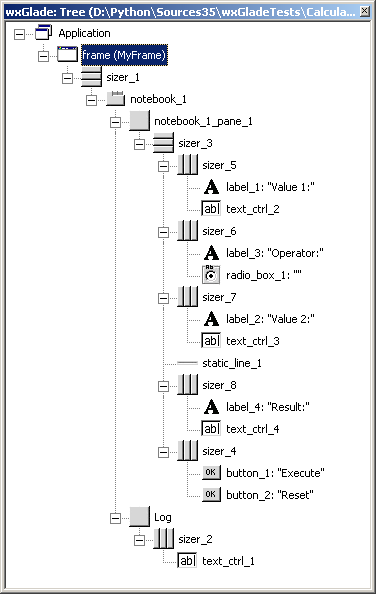 wxGlade: Tree (D:\Python\Sources35\wxGladeTests\Calcula...
Application
frame (MyFrame)
sizer_1
notebook_1
notebook_1_pane_1
sizer_3
sizer_5
A label_1: "Value 1:"
ab text_ctrl_2
sizer_6
A label_3: "Operator:"
Ab radio_box_1: ""
sizer_7
A label_2: "Value 2:"
ab text_ctrl_3
static_line_1
sizer_8
A label_4: "Result:"
ab text_ctrl_4
sizer_4
OK button_1: "Execute"
OK button_2: "Reset"
Log
sizer_2
ab text_ctrl_1